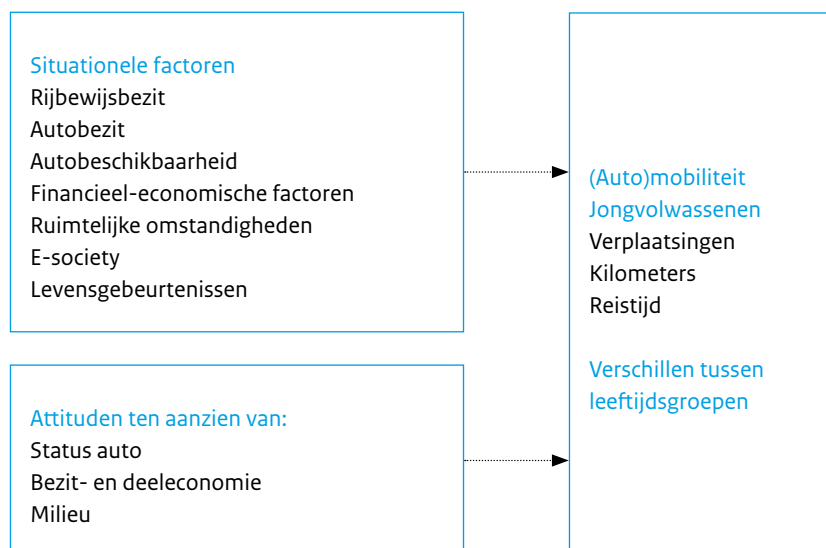 Situationele factoren
Rijbewijsbezit
Autobezit
Autobeschikbaarheid
Financieel-economische factoren
Ruimtelijke omstandigheden
E-society
Levensgebeurtenissen
Attituden ten aanzien van:
Status auto
Bezit- en deeleconomie
Milieu
(Auto)mobiliteit
Jongvolwassenen
Verplaatsingen
Kilometers
Reistijd
Verschillen tussen
leeftijdsgroepen